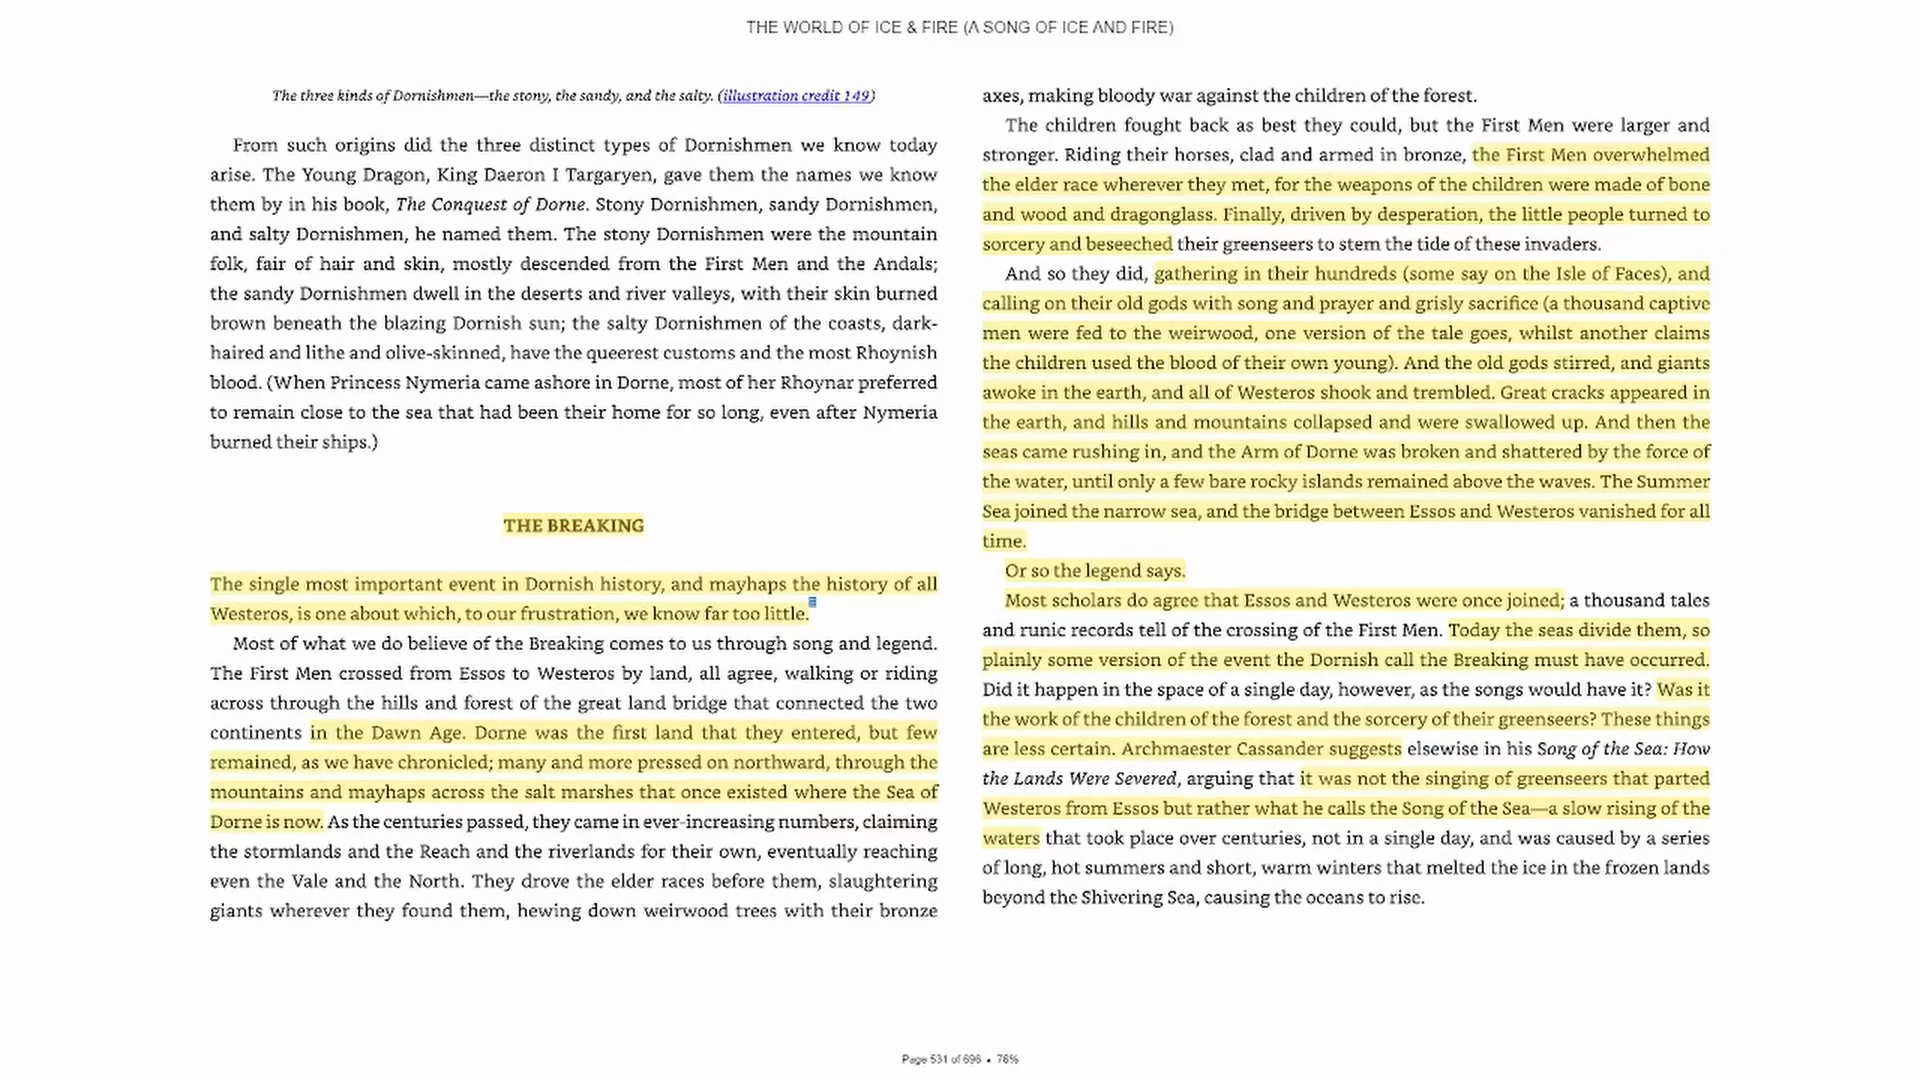 THE WORLD OF ICE & FIRE (A SONG OF ICE AND FIRE)
The three kinds of Dornishmen—the stony, the sandy, and the salty. (illustration credit 149)
From such origins did the three distinct types of Dornishmen we know today
arise. The Young Dragon, King Daeron I Targaryen, gave them the names we know
them by in his book, The Conquest of Dorne. Stony Dornishmen, sandy Dornishmen,
and salty Dornishmen, he named them. The stony Dornishmen were the mountain
folk, fair of hair and skin, mostly descended from the First Men and the Andals;
the sandy Dornishmen dwell in the deserts and river valleys, with their skin burned
brown beneath the blazing Dornish sun; the salty Dornishmen of the coasts, dark-
haired and lithe and olive-skinned, have the queerest customs and the most Rhoynish
blood. (When Princess Nymeria came ashore in Dorne, most of her Rhoynar preferred
to remain close to the sea that had been their home for so long, even after Nymeria
burned their ships.)
THE BREAKING
The single most important event in Dornish history, and mayhaps the history of all
Westeros, is one about which, to our frustration, we know far too little.
Most of what we do believe of the Breaking comes to us through song and legend.
The First Men crossed from Essos to Westeros by land, all agree, walking or riding
across through the hills and forest of the great land bridge that connected the two
continents in the Dawn Age. Dorne was the first land that they entered, but few
remained, as we have chronicled; many and more pressed on northward, through the
mountains and mayhaps across the salt marshes that once existed where the Sea of
Dorne is now. As the centuries passed, they came in ever-increasing numbers, claiming
the stormlands and the Reach and the riverlands for their own, eventually reaching
even the Vale and the North. They drove the elder races before them, slaughtering
giants wherever they found them, hewing down weirwood trees with their bronze
axes, making bloody war against the children of the forest.
The children fought back as best they could, but the First Men were larger and
stronger. Riding their horses, clad and armed in bronze, the First Men overwhelmed
the elder race wherever they met, for the weapons of the children were made of bone
and wood and dragonglass. Finally, driven by desperation, the little people turned to
sorcery and beseeched their greenseers to stem the tide of these invaders.
And so they did, gathering in their hundreds (some say on the Isle of Faces), and
calling on their old gods with song and prayer and grisly sacrifice (a thousand captive
men were fed to the weirwood, one version of the tale goes, whilst another claims
the children used the blood of their own young). And the old gods stirred, and giants
awoke in the earth, and all of Westeros shook and trembled. Great cracks appeared in
the earth, and hills and mountains collapsed and were swallowed up. And then the
seas came rushing in, and the Arm of Dorne was broken and shattered by the force of
the water, until only a few bare rocky islands remained above the waves. The Summer
Sea joined the narrow sea, and the bridge between Essos and Westeros vanished for all
time.
Or so the legend says.
Most scholars do agree that Essos and Westeros were once joined; a thousand tales
and runic records tell of the crossing of the First Men. Today the seas divide them, so
plainly some version of the event the Dornish call the Breaking must have occurred.
Did it happen in the space of a single day, however, as the songs would have it? Was it
the work of the children of the forest and the sorcery of their greenseers? These things
are less certain. Archmaester Cassander suggests elsewise in his Song of the Sea: How
the Lands Were Severed, arguing that it was not the singing of greenseers that parted
Westeros from Essos but rather what he calls the Song of the Sea—a slow rising of the
waters that took place over centuries, not in a single day, and was caused by a series
of long, hot summers and short, warm winters that melted the ice in the frozen lands
beyond the Shivering Sea, causing the oceans to rise.
Page 531 of 696 • 76%